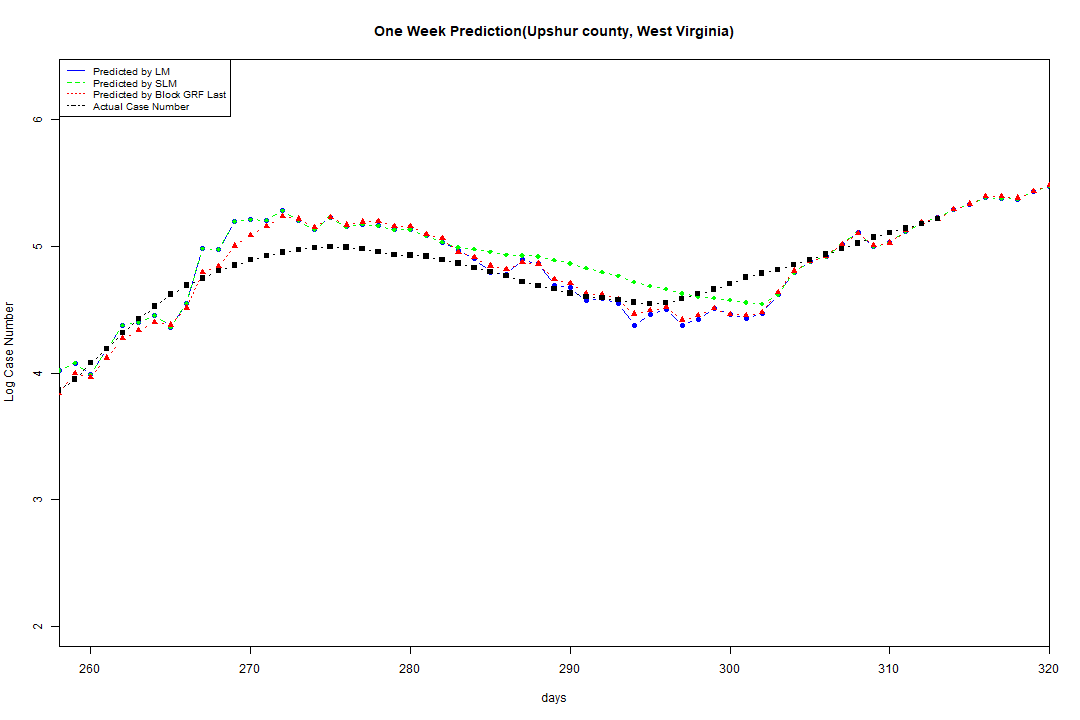 One Week Prediction(Upshur county, West Virginia)
Predicted by LM
Predicted by SLM
Predicted by Block GRF Last
Actual Case Number
6
5
4
3
2
Log Case Number
260 270 280 290 300 310 320
days